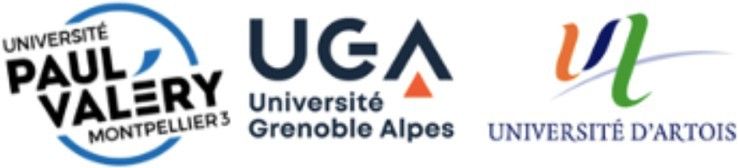 UNIVERSITÉ
PAUL
VALÉRY
MONTPELLIER 3
UGA
Université
Grenoble Alpes
UNIVERSITÉ D'ARTOIS